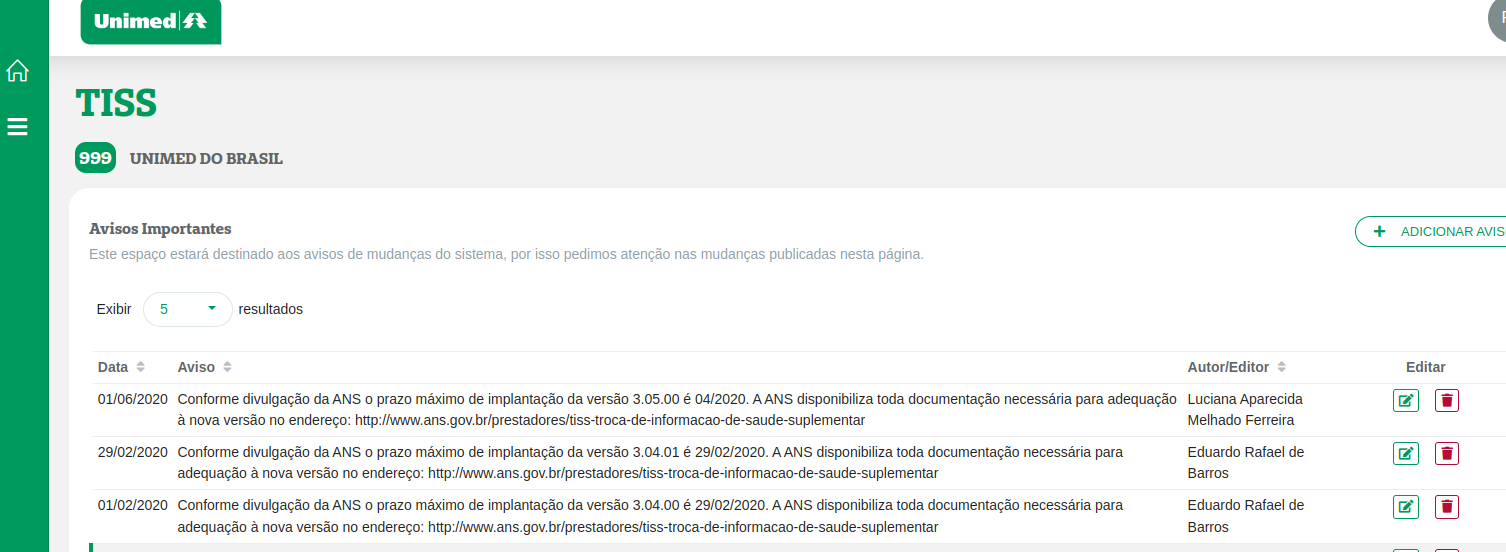 Unimed
TISS
999 UNIMED DO BRASIL
Avisos Importantes
Este espaço estará destinado aos avisos de mudanças do sistema, por isso pedimos atenção nas mudanças publicadas nesta página.
+ ADICIONAR AVIS
Exibir 5 resultados
Data Aviso Autor/Editor Editar
01/06/2020 Conforme divulgação da ANS o prazo máximo de implantação da versão 3.05.00 é 04/2020. A ANS disponibiliza toda documentação necessária para adequação Luciana Aparecida
à nova versão no endereço: http://www.ans.gov.br/prestadores/tiss-troca-de-informacao-de-saude-suplementar Melhado Ferreira
29/02/2020 Conforme divulgação da ANS o prazo máximo de implantação da versão 3.04.01 é 29/02/2020. A ANS disponibiliza toda documentação necessária para Eduardo Rafael de
adequação à nova versão no endereço: http://www.ans.gov.br/prestadores/tiss-troca-de-informacao-de-saude-suplementar Barros
01/02/2020 Conforme divulgação da ANS o prazo máximo de implantação da versão 3.04.00 é 29/02/2020. A ANS disponibiliza toda documentação necessária para Eduardo Rafael de
adequação à nova versão no endereço: http://www.ans.gov.br/prestadores/tiss-troca-de-informacao-de-saude-suplementar Barros